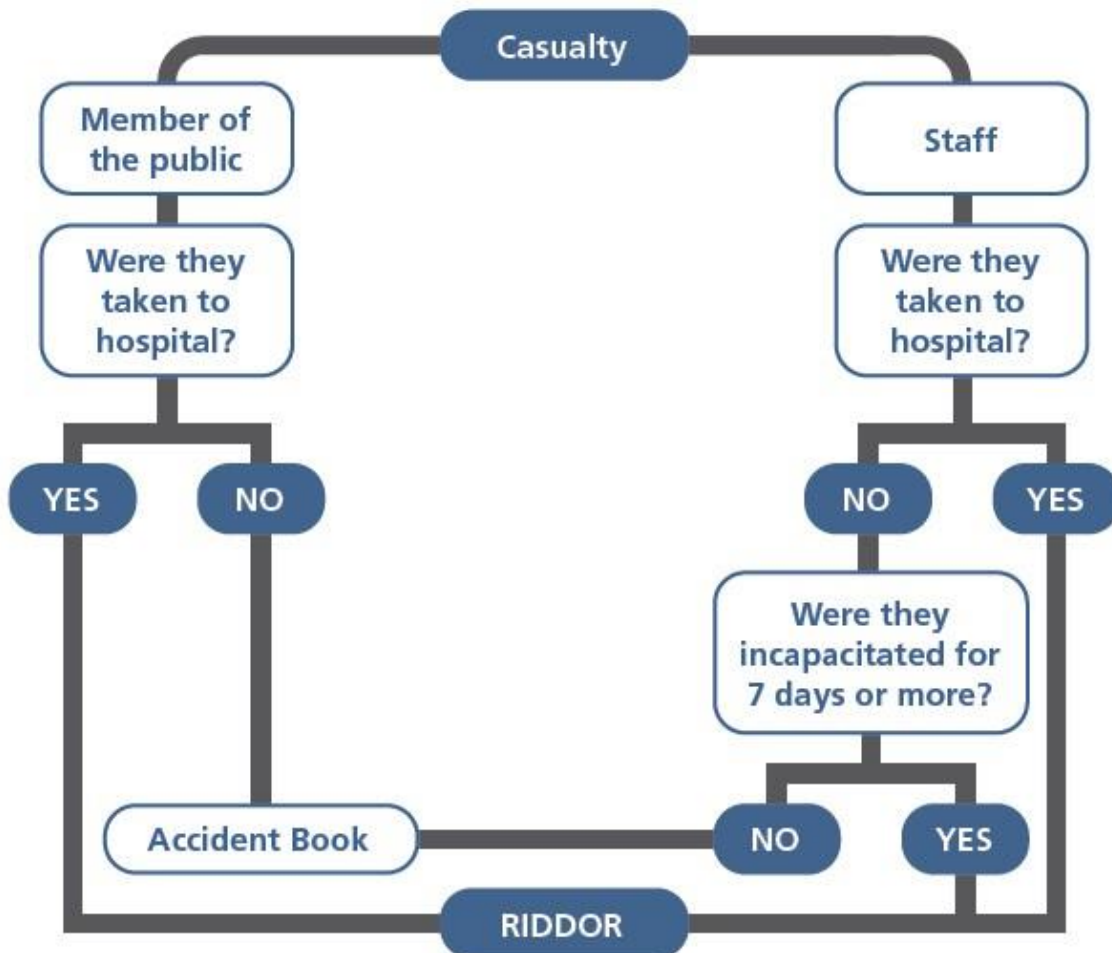 Casualty
Member of
the public
Were they
taken to
hospital?
YES
NO
Staff
Were they
taken to
hospital?
NO
YES
Were they
incapacitated for
7 days or more?
NO
YES
Accident Book
RIDDOR